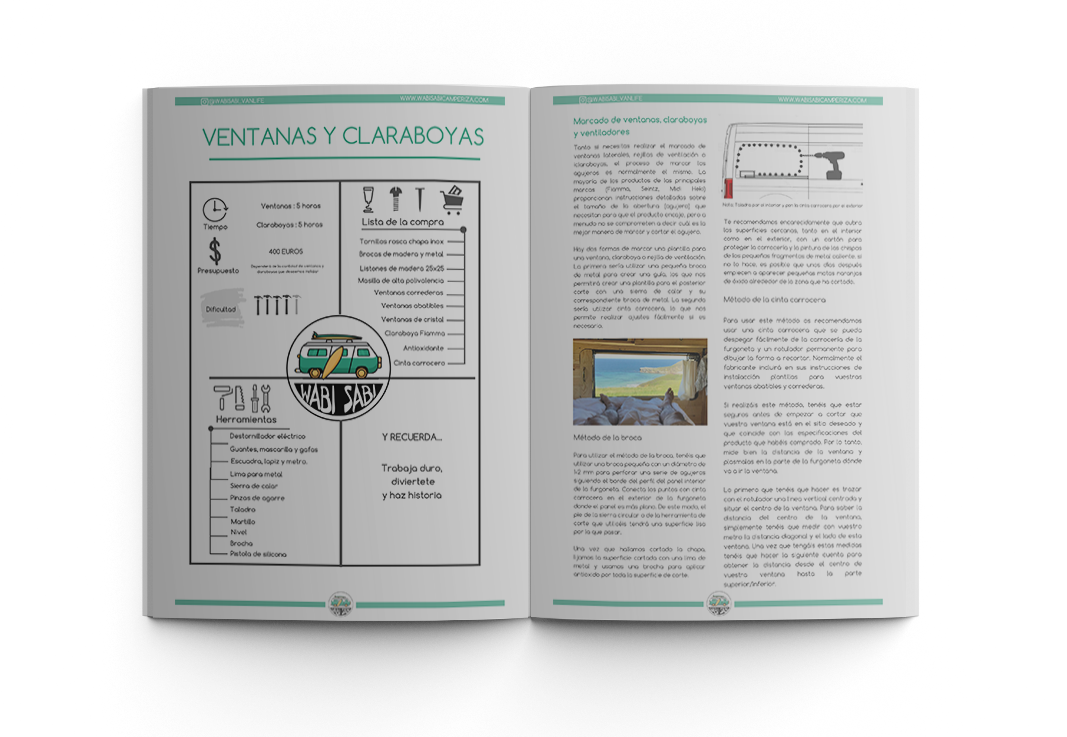 @WABISABI_VANLIFE
WWW.WABISABICAMPERIZA.COM
VENTANAS Y CLARABOYAS
Tiempo
Ventana : 5 horas
Claraboya : 5 horas
Presupuesto
400 EUROS
Dependera de la cantidad de ventanas y
claraboyas que deseamos instalar
Dificultad
Lista de la compra
Tornillos rosca chapa inox
Brocas de madera y metal
Listones de madera 25x25
Masilla de alta polivalencia
Ventanas correderas
Ventanas abatibles
Ventanas de cristal
Claraboya Fiamma
Antioxidante
Cinta carrocera
WABI SABI
Herramientas
Destornillador eléctrico
Guantes, mascarilla y gafas
Escuadra, lapiz y metro.
Lima para metal
Sierra de calar
Pinzas de agarre
Taladro
Martillo
Nivel
Brocha
Pistola de silicona
Y RECUERDA...
Trabaja duro,
diviertete
y haz historia
@WABISABI_VANLIFE
WWW.WABISABICAMPERIZA.COM
Marcado de ventanas, claraboyas
y ventiladores
Tanto si necesitas realizar el marcado de
ventanas laterales, rejillas de ventilación o
claraboyas, el proceso de marcar los
agujeros es normalmente el mismo. La
mayoría de los productos de las principales
marcas (Fiamma, Seintz, Midi Heki)
proporcionan instrucciones detalladas sobre
el tamaño de la abertura (agujero) que
necesitan para que el producto encaje, pero a
menudo no se comprometen a decir cuál es la
mejor manera de marcar y cortar el agujero.
Hay dos formas de marcar una plantilla para
una ventana, claraboya o rejilla de ventilación.
La primera sería utilizar una pequeña broca
de metal para crear una guía, los que nos
permitirá crear una plantilla para el posterior
corte con una sierra de calar y su
correspondiente broca de metal. La segunda
sería utilizar cinta carrocera, lo que nos
permite realizar ajustes fácilmente si es
necesario.
Método de la broca
Para utilizar el método de la broca, tenéis que
utilizar una broca pequeña con un diámetro de
1-2 mm para perforar una serie de agujeros
siguiendo el borde del perfil del panel interior
de la furgoneta. Conecta los puntos con cinta
carrocera en el exterior de la furgoneta
donde el panel es más plano. De este modo, el
pie de la sierra circular o de la herramienta de
corte que utilicéis tendrá una superficie lisa
por la que pasar.
Una vez que hallamos cortado la chapa,
lijamos la superficie cortada con una lima de
metal y usamos una brocha para aplicar
antioxido por toda la superficie de corte.
Nota: Taladra por el interior y pon la cinta carrocera por el exterior
Te recomendamos encarecidamente que cubra
las superficies cercanas, tanto en el interior
como en el exterior, con un cartón para
proteger la carrocería y la pintura de las chispas
de los pequeños fragmentos de metal caliente, si
no lo hace, es posible que unos días después
empiecen a aparecer pequeñas motas naranjas
de óxido alrededor de la zona que ha cortado.
Método de la cinta carrocera
Para usar este método os recomendamos
usar una cinta carrocera que se pueda
despegar fácilmente de la carrocería de la
furgoneta y un rotulador permanente para
dibujar la forma a recortar. Normalmente el
fabricante incluirá en sus instrucciones de
instalación plantillas para vuestras
ventanas abatibles y correderas.
Si realizáis este método, tenéis que estar
seguros antes de empezar a cortar que
vuestra ventana está en el sitio deseado y
que coincide con las especificaciones del
producto que habéis comprado. Por lo tanto,
mide bien la distancia de la ventana y
plasmalas en la parte de la furgoneta dónde
va a ir la ventana.
Lo primero que tenéis que hacer es trazar
con el rotulador una línea vertical centrada y
situar el centro de la ventana. Para saber la
distancia del centro de la ventana,
simplemente tenéis que medir con vuestro
metro la distancia diagonal y el lado de esta
ventana. Una vez que tengáis estas medidas
tenéis que hacer la siguiente cuenta para
obtener la distancia desde el centro de
vuestra ventana hasta la parte
superior/inferior.